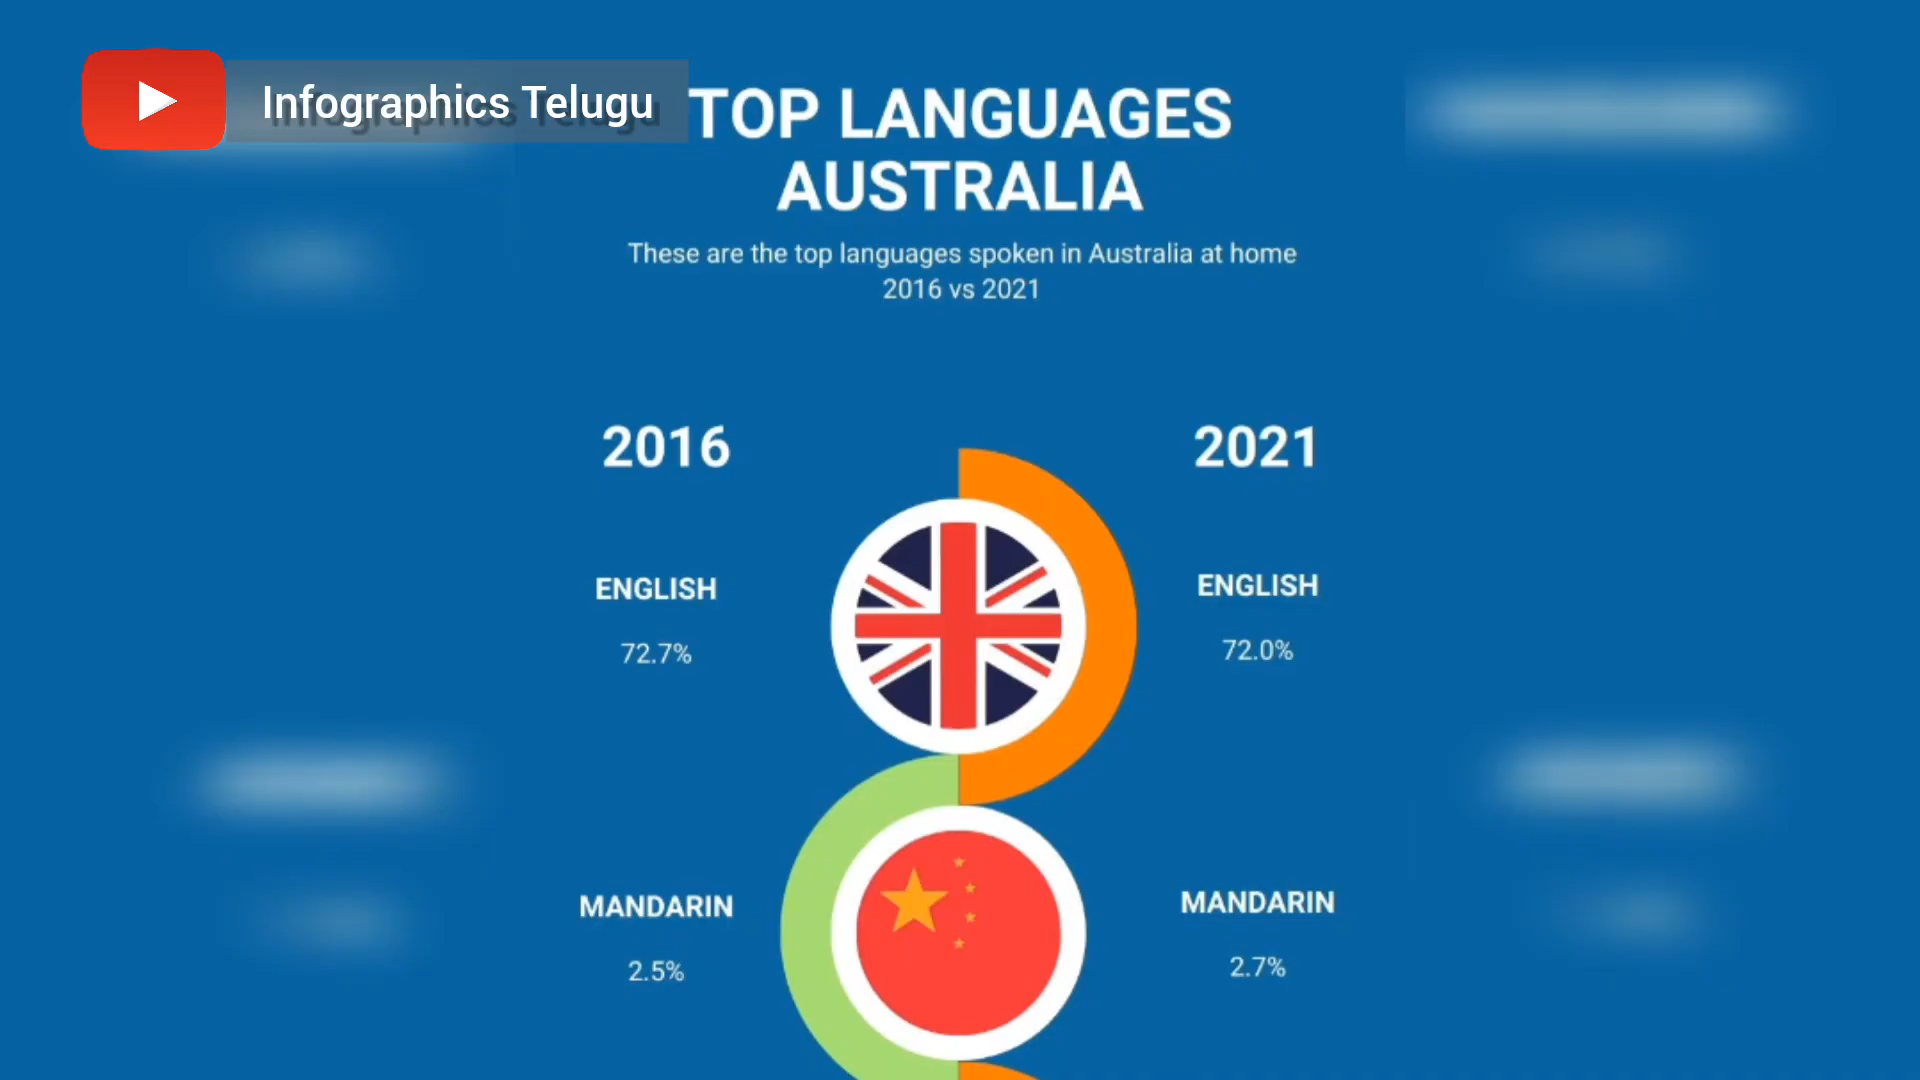 Infographics Telugu
TOP LANGUAGES
AUSTRALIA
These are the top languages spoken in Australia at home
2016 vs 2021
2016
2021
ENGLISH
72.7%
ENGLISH
72.0%
MANDARIN
2.5%
MANDARIN
2.7%